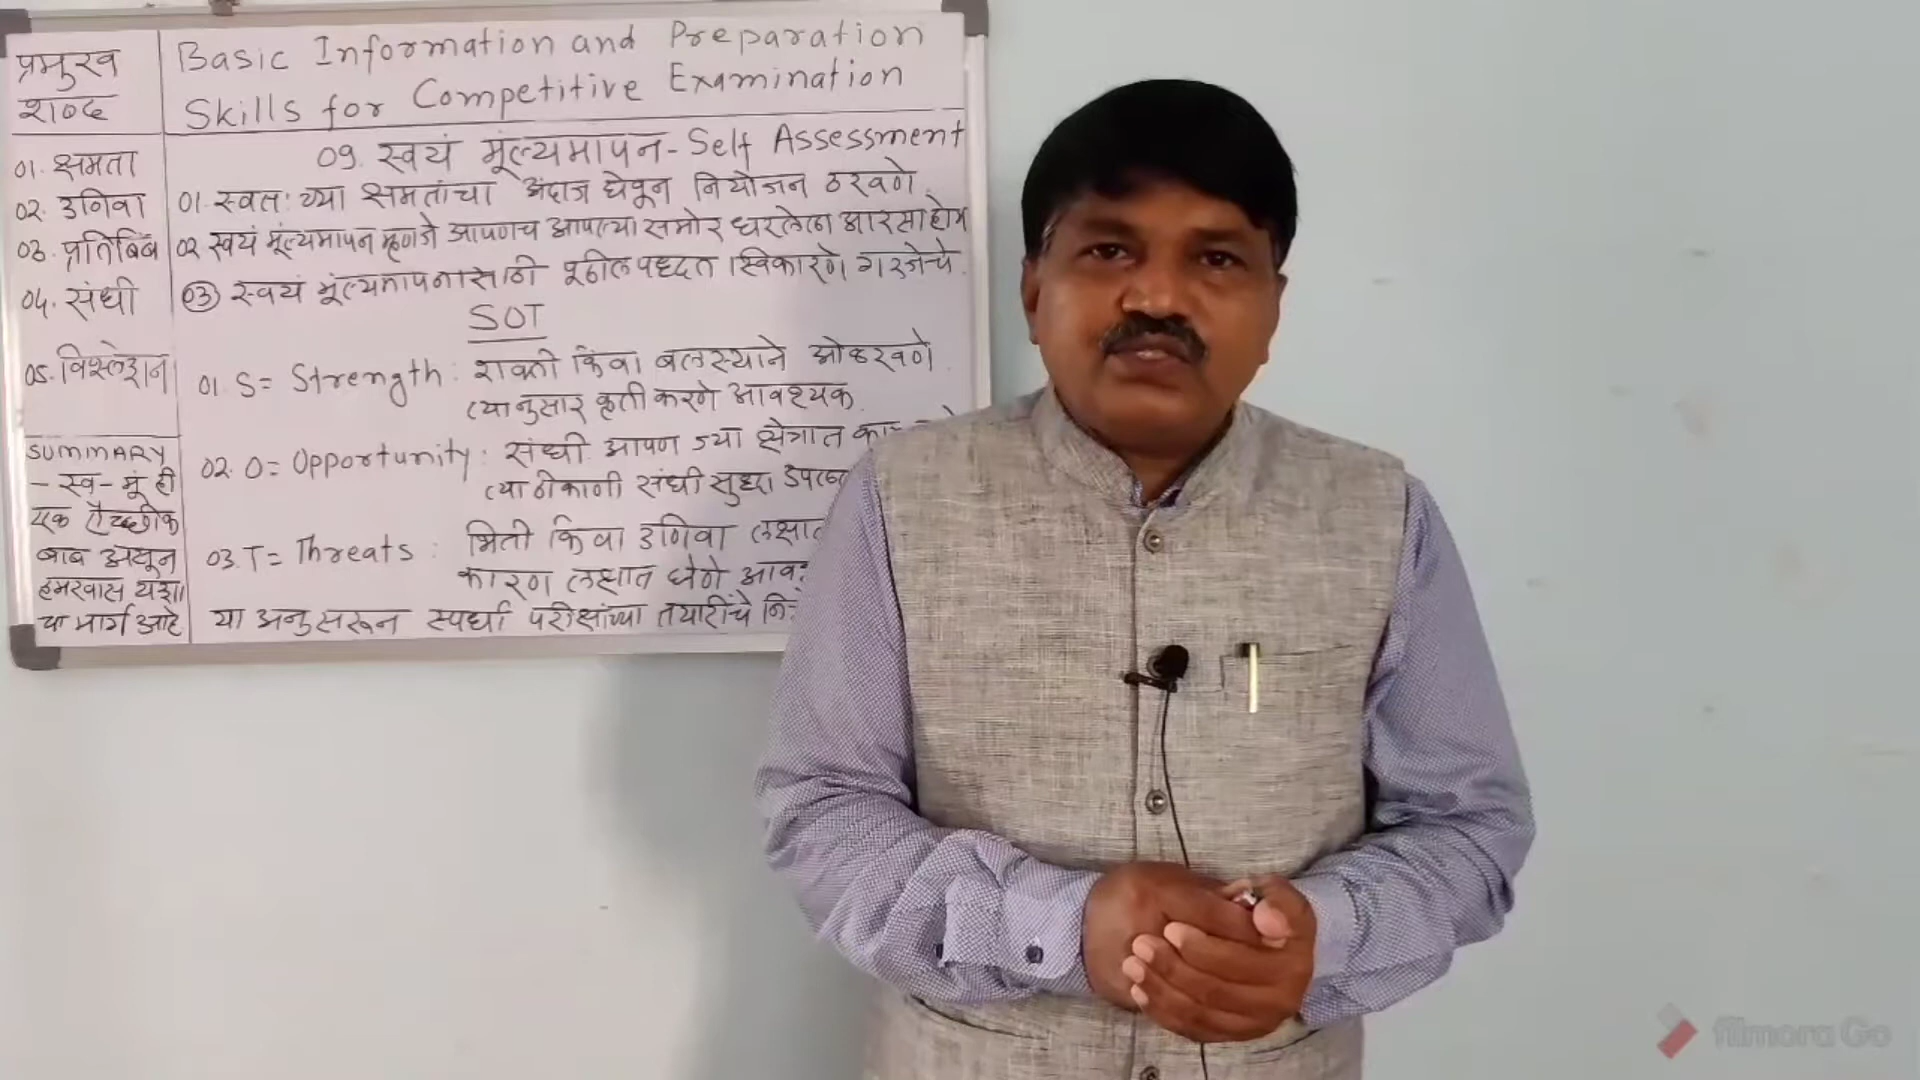 प्रमुख
शब्द
01. क्षमता
02. उणिवा
03. प्रतिबिंब
04. संधी
05. विश्लेशन
SUMMARY
- स्व-मूं ही
एक ऐच्छीक
बाब असून
हमखास यशा
चा मार्ग आहे
Basic Information and Preparation
Skills for Competitive Examination
09. स्वयं मूंल्यमापन - Self Assessment
01. स्वत:च्या क्षमतांचा अंदाज घेवून नियोजन ठरवणे.
02 स्वयं मूंल्यमापन म्हणजे आपणच आपल्या समोर धरलेला आरसा होय
03 स्वयं मूंल्यमापनासाठी पूढील पध्दत स्विकारणे गरजेचे.
SOT
01. S= Strength: शक्ती किंवा बलस्थाने ओळखणे.
त्यानुसार कृती करणे आवश्यक.
02. O= Opportunity: संधी आपण ज्या क्षेत्रात
त्या ठीकाणी संधी सुध्दा
03. T= Threats: भिती किंवा उणिवा
कारण लक्षात घेणे
या अनुसरून स्पर्धा परीक्षांच्या तयारीचे
filmora Go